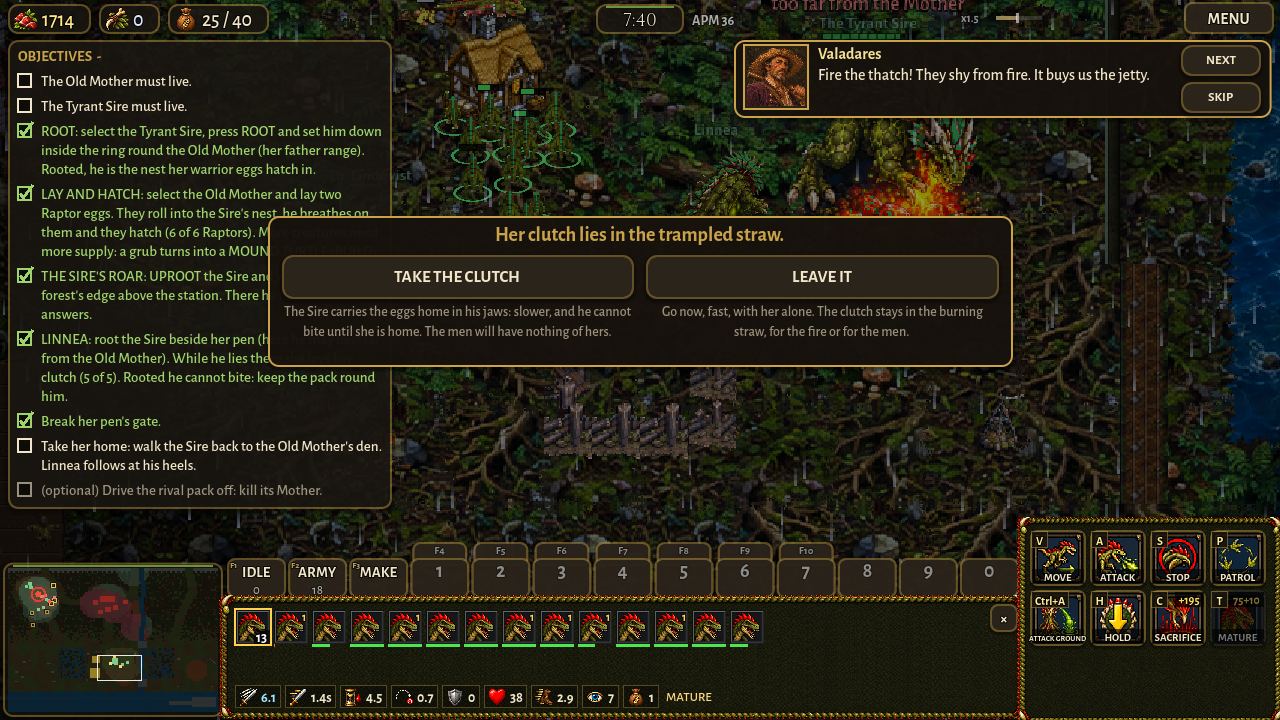 1714
0
25 / 40
7:40
APM 36
too far from the Mother
The Tyrant Sire
x1.5
MENU
OBJECTIVES -
The Old Mother must live.
The Tyrant Sire must live.
ROOT: select the Tyrant Sire, press ROOT and set him down
inside the ring round the Old Mother (her father range).
Rooted, he is the nest her warrior eggs hatch in.
LAY AND HATCH: select the Old Mother and lay two
Raptor eggs. They roll into the Sire's nest, he breathes on
them and they hatch (6 of 6 Raptors).
more supply: a grub turns into a MOUN
THE SIRE'S ROAR: UPROOT the Sire and
forest's edge above the station. There h
answers.
LINNEA: root the Sire beside her pen (h
from the Old Mother). While he lies the
clutch (5 of 5). Rooted he cannot bite: keep the pack round
him.
Break her pen's gate.
Take her home: walk the Sire back to the Old Mother's den.
Linnea follows at his heels.
(optional) Drive the rival pack off: kill its Mother.
Valadares
Fire the thatch! They shy from fire. It buys us the jetty.
NEXT
SKIP
Linnea
Her clutch lies in the trampled straw.
TAKE THE CLUTCH
LEAVE IT
The Sire carries the eggs home in his jaws: slower, and he cannot
bite until she is home. The men will have nothing of hers.
Go now, fast, with her alone. The clutch stays in the burning
straw, for the fire or for the men.
F4 F5 F6 F7 F8 F9 F10
F1 IDLE F2 ARMY F3 MAKE 1 2 3 4 5 6 7 8 9 0
0 18
13 1 1 1 1 1
×
6.1 1.4s 4.5 0.7 0 38 2.9 7 1 MATURE
V MOVE
A ATTACK
S STOP
P PATROL
Ctrl+A ATTACK GROUND
H HOLD
C +195 SACRIFICE
T 75+10 MATURE